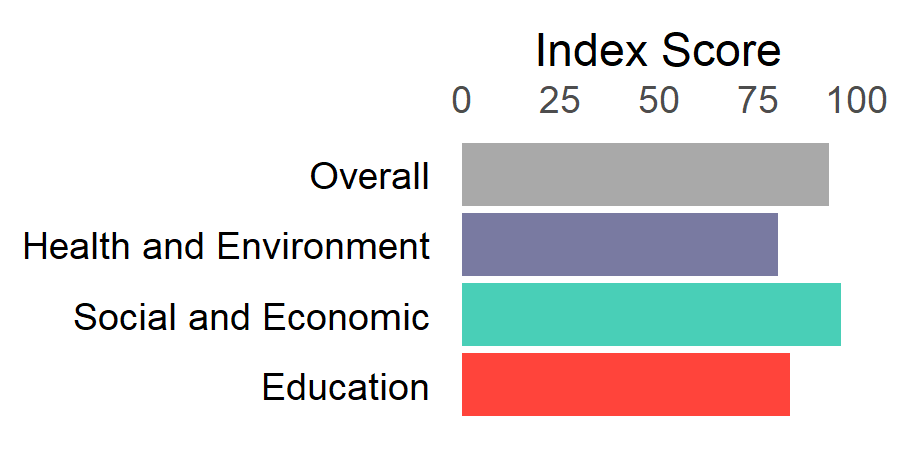 Index Score
0 25 50 75 100
Overall
Health and Environment
Social and Economic
Education